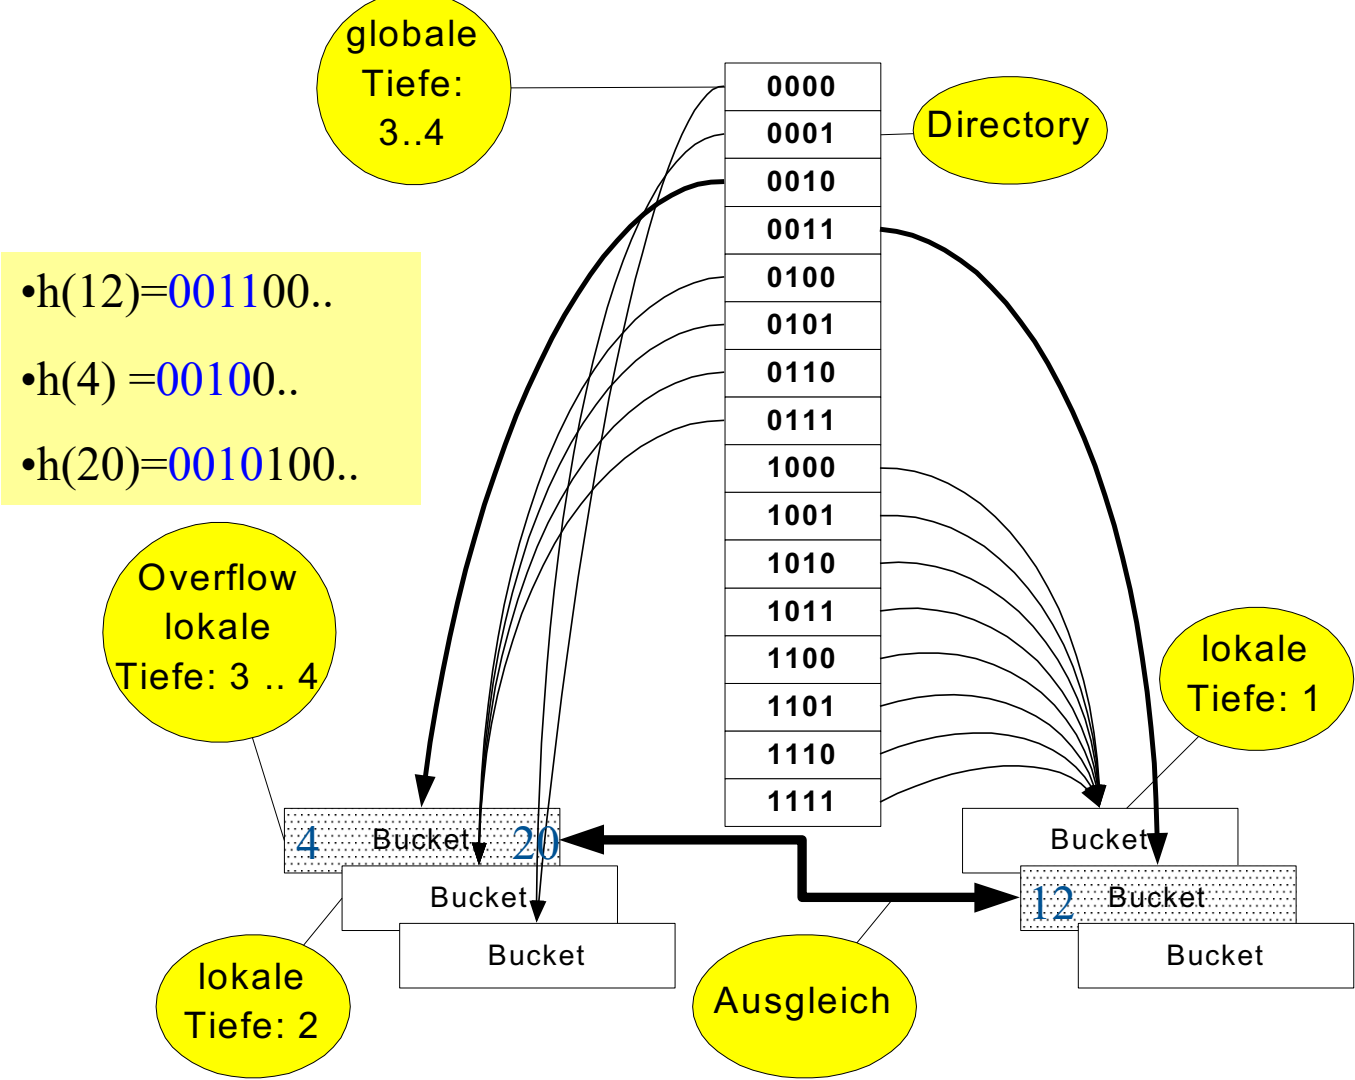 globale
Tiefe:
3..4
0000
0001
0010
0011
0100
0101
0110
0111
1000
1001
1010
1011
1100
1101
1110
1111
Directory
•h(12)=001100..
•h(4) =00100..
•h(20)=0010100..
Overflow
lokale
Tiefe: 3 .. 4
lokale
Tiefe: 1
4 Bucket 20
Bucket
Bucket
Bucket
12 Bucket
Bucket
lokale
Tiefe: 2
Ausgleich